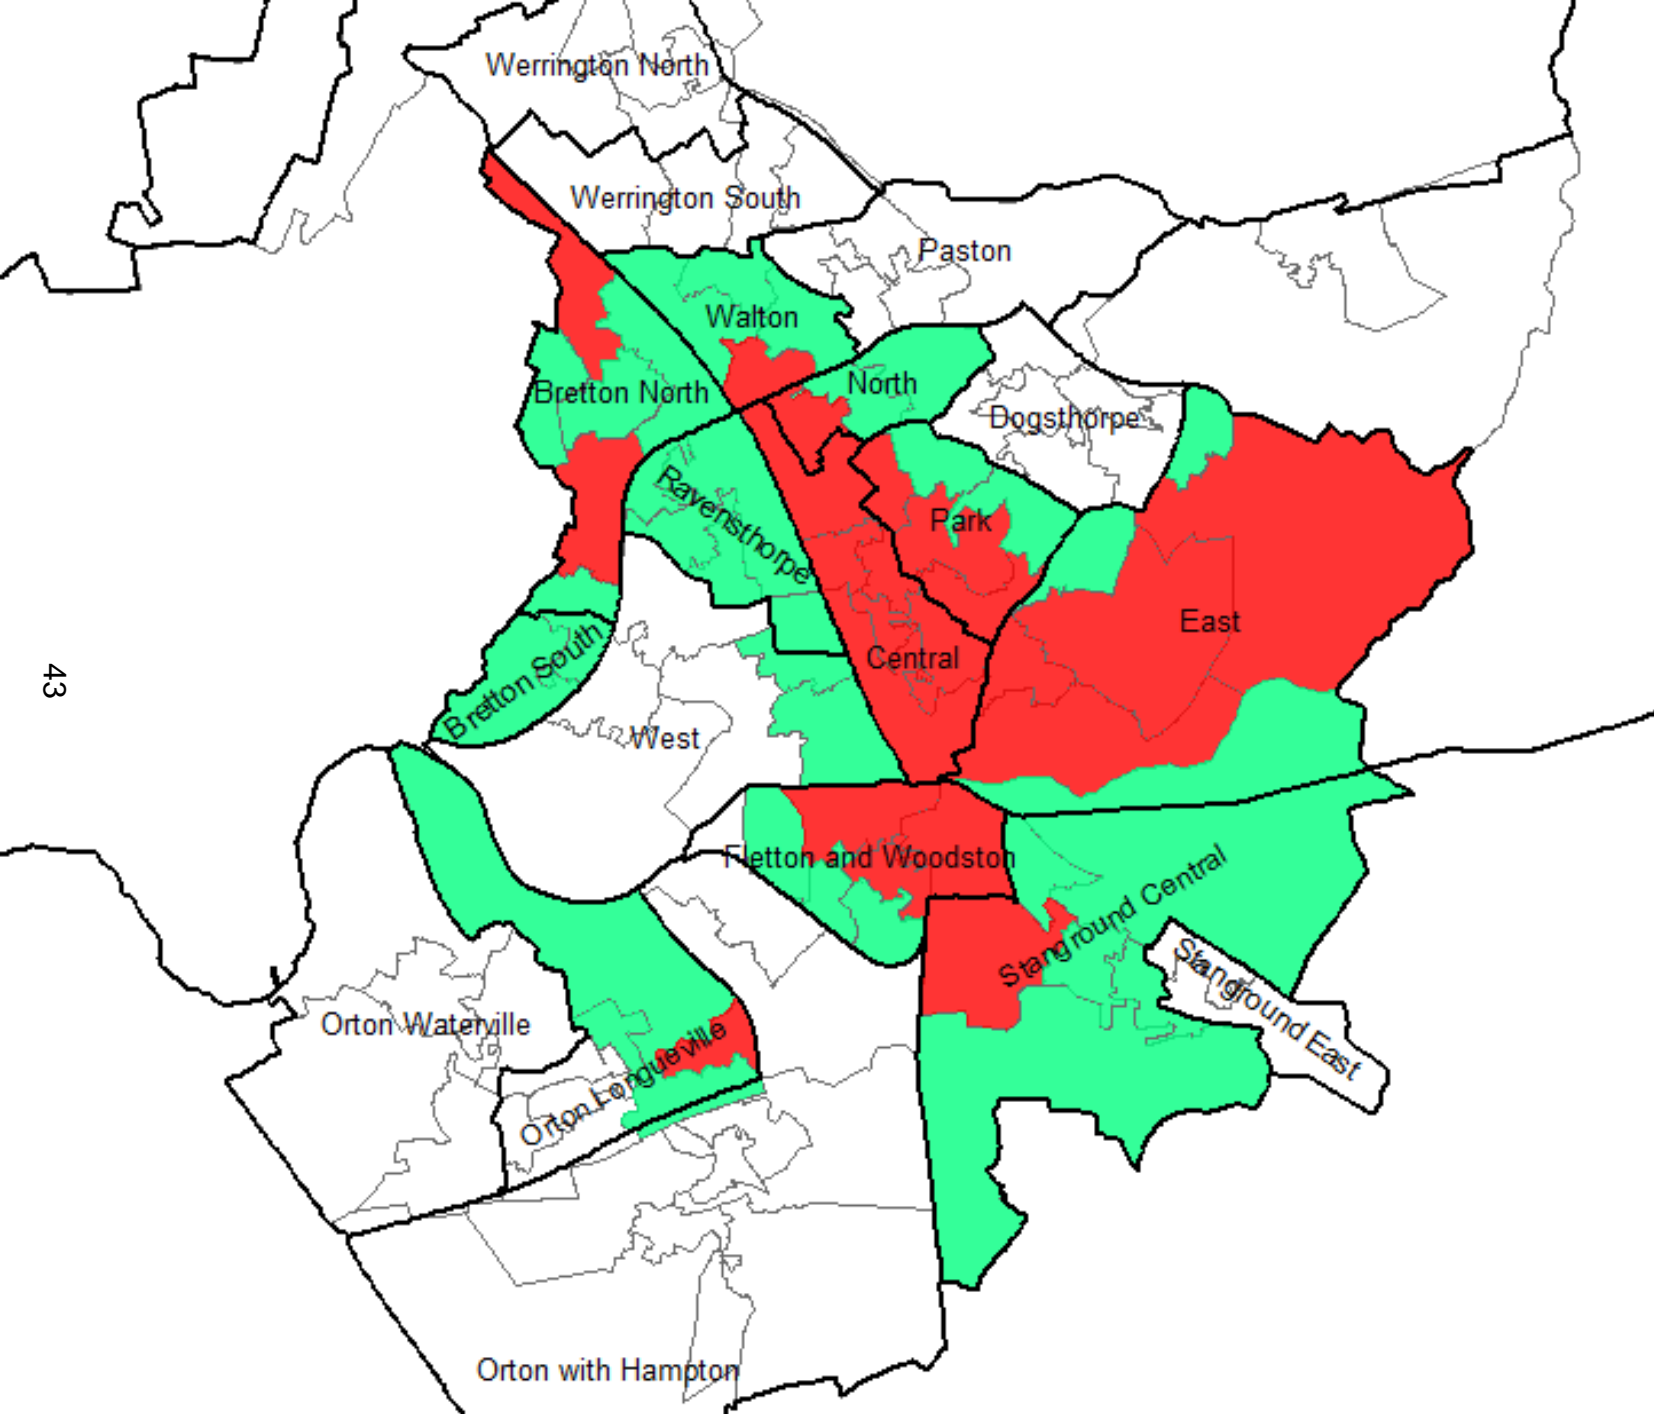 Werrington North
Werrington South
Paston
Walton
North
Bretton North
Dogsthorpe
Ravensthorpe
Park
East
Central
Bretton South
43
West
Fletton and Woodston
Stanground Central
Stanground East
Orton Waterville
Orton Longueville
Orton with Hampton